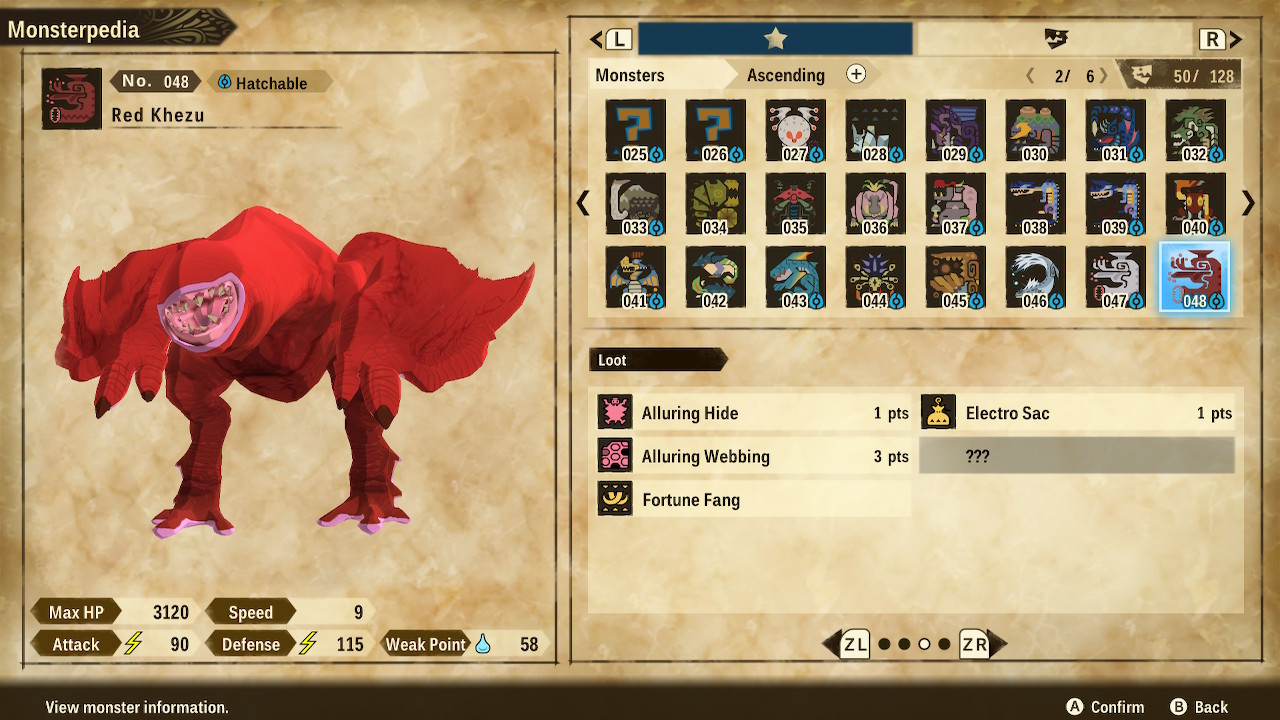 Monsterpedia
No. 048
Hatchable
Red Khezu
Max HP 3120
Speed 9
Attack 90
Defense 115
Weak Point 58
L
R
Monsters
Ascending
2/ 6
50/ 128
025 026 027 028 029 030 031 032
033 034 035 036 037 038 039 040
041 042 043 044 045 046 047 048
Loot
Alluring Hide 1 pts
Electro Sac 1 pts
Alluring Webbing 3 pts
???
Fortune Fang
ZL ZR
View monster information.
A Confirm B Back